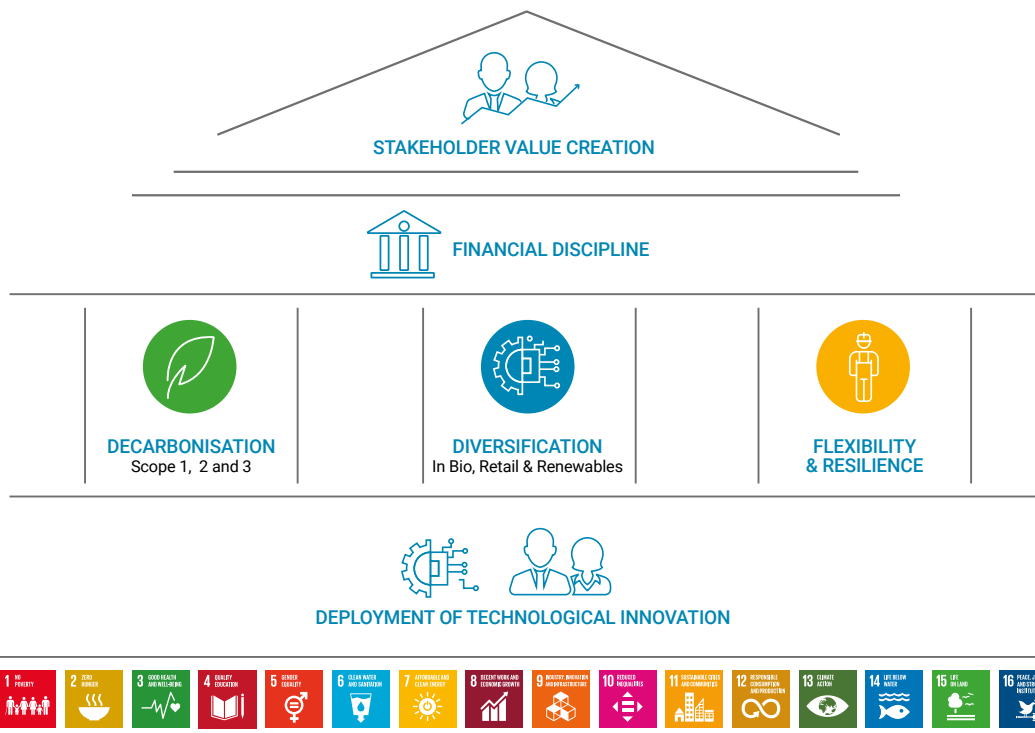 STAKEHOLDER VALUE CREATION
FINANCIAL DISCIPLINE
DECARBONISATION
Scope 1, 2 and 3
DIVERSIFICATION
In Bio, Retail & Renewables
FLEXIBILITY
& RESILIENCE
DEPLOYMENT OF TECHNOLOGICAL INNOVATION
1 NO
POVERTY
2 ZERO
HUNGER
3 GOOD HEALTH
AND WELL-BEING
4 QUALITY
EDUCATION
5 GENDER
EQUALITY
6 CLEAN WATER
AND SANITATION
7 AFFORDABLE AND
CLEAN ENERGY
8 DECENT WORK AND
ECONOMIC GROWTH
9 INDUSTRY, INNOVATION
AND INFRASTRUCTURE
10 REDUCED
INEQUALITIES
11 SUSTAINABLE CITIES
AND COMMUNITIES
12 RESPONSIBLE
CONSUMPTION
AND PRODUCTION
13 CLIMATE
ACTION
14 LIFE BELOW
WATER
15 LIFE
ON LAND
16 PEACE,
AND